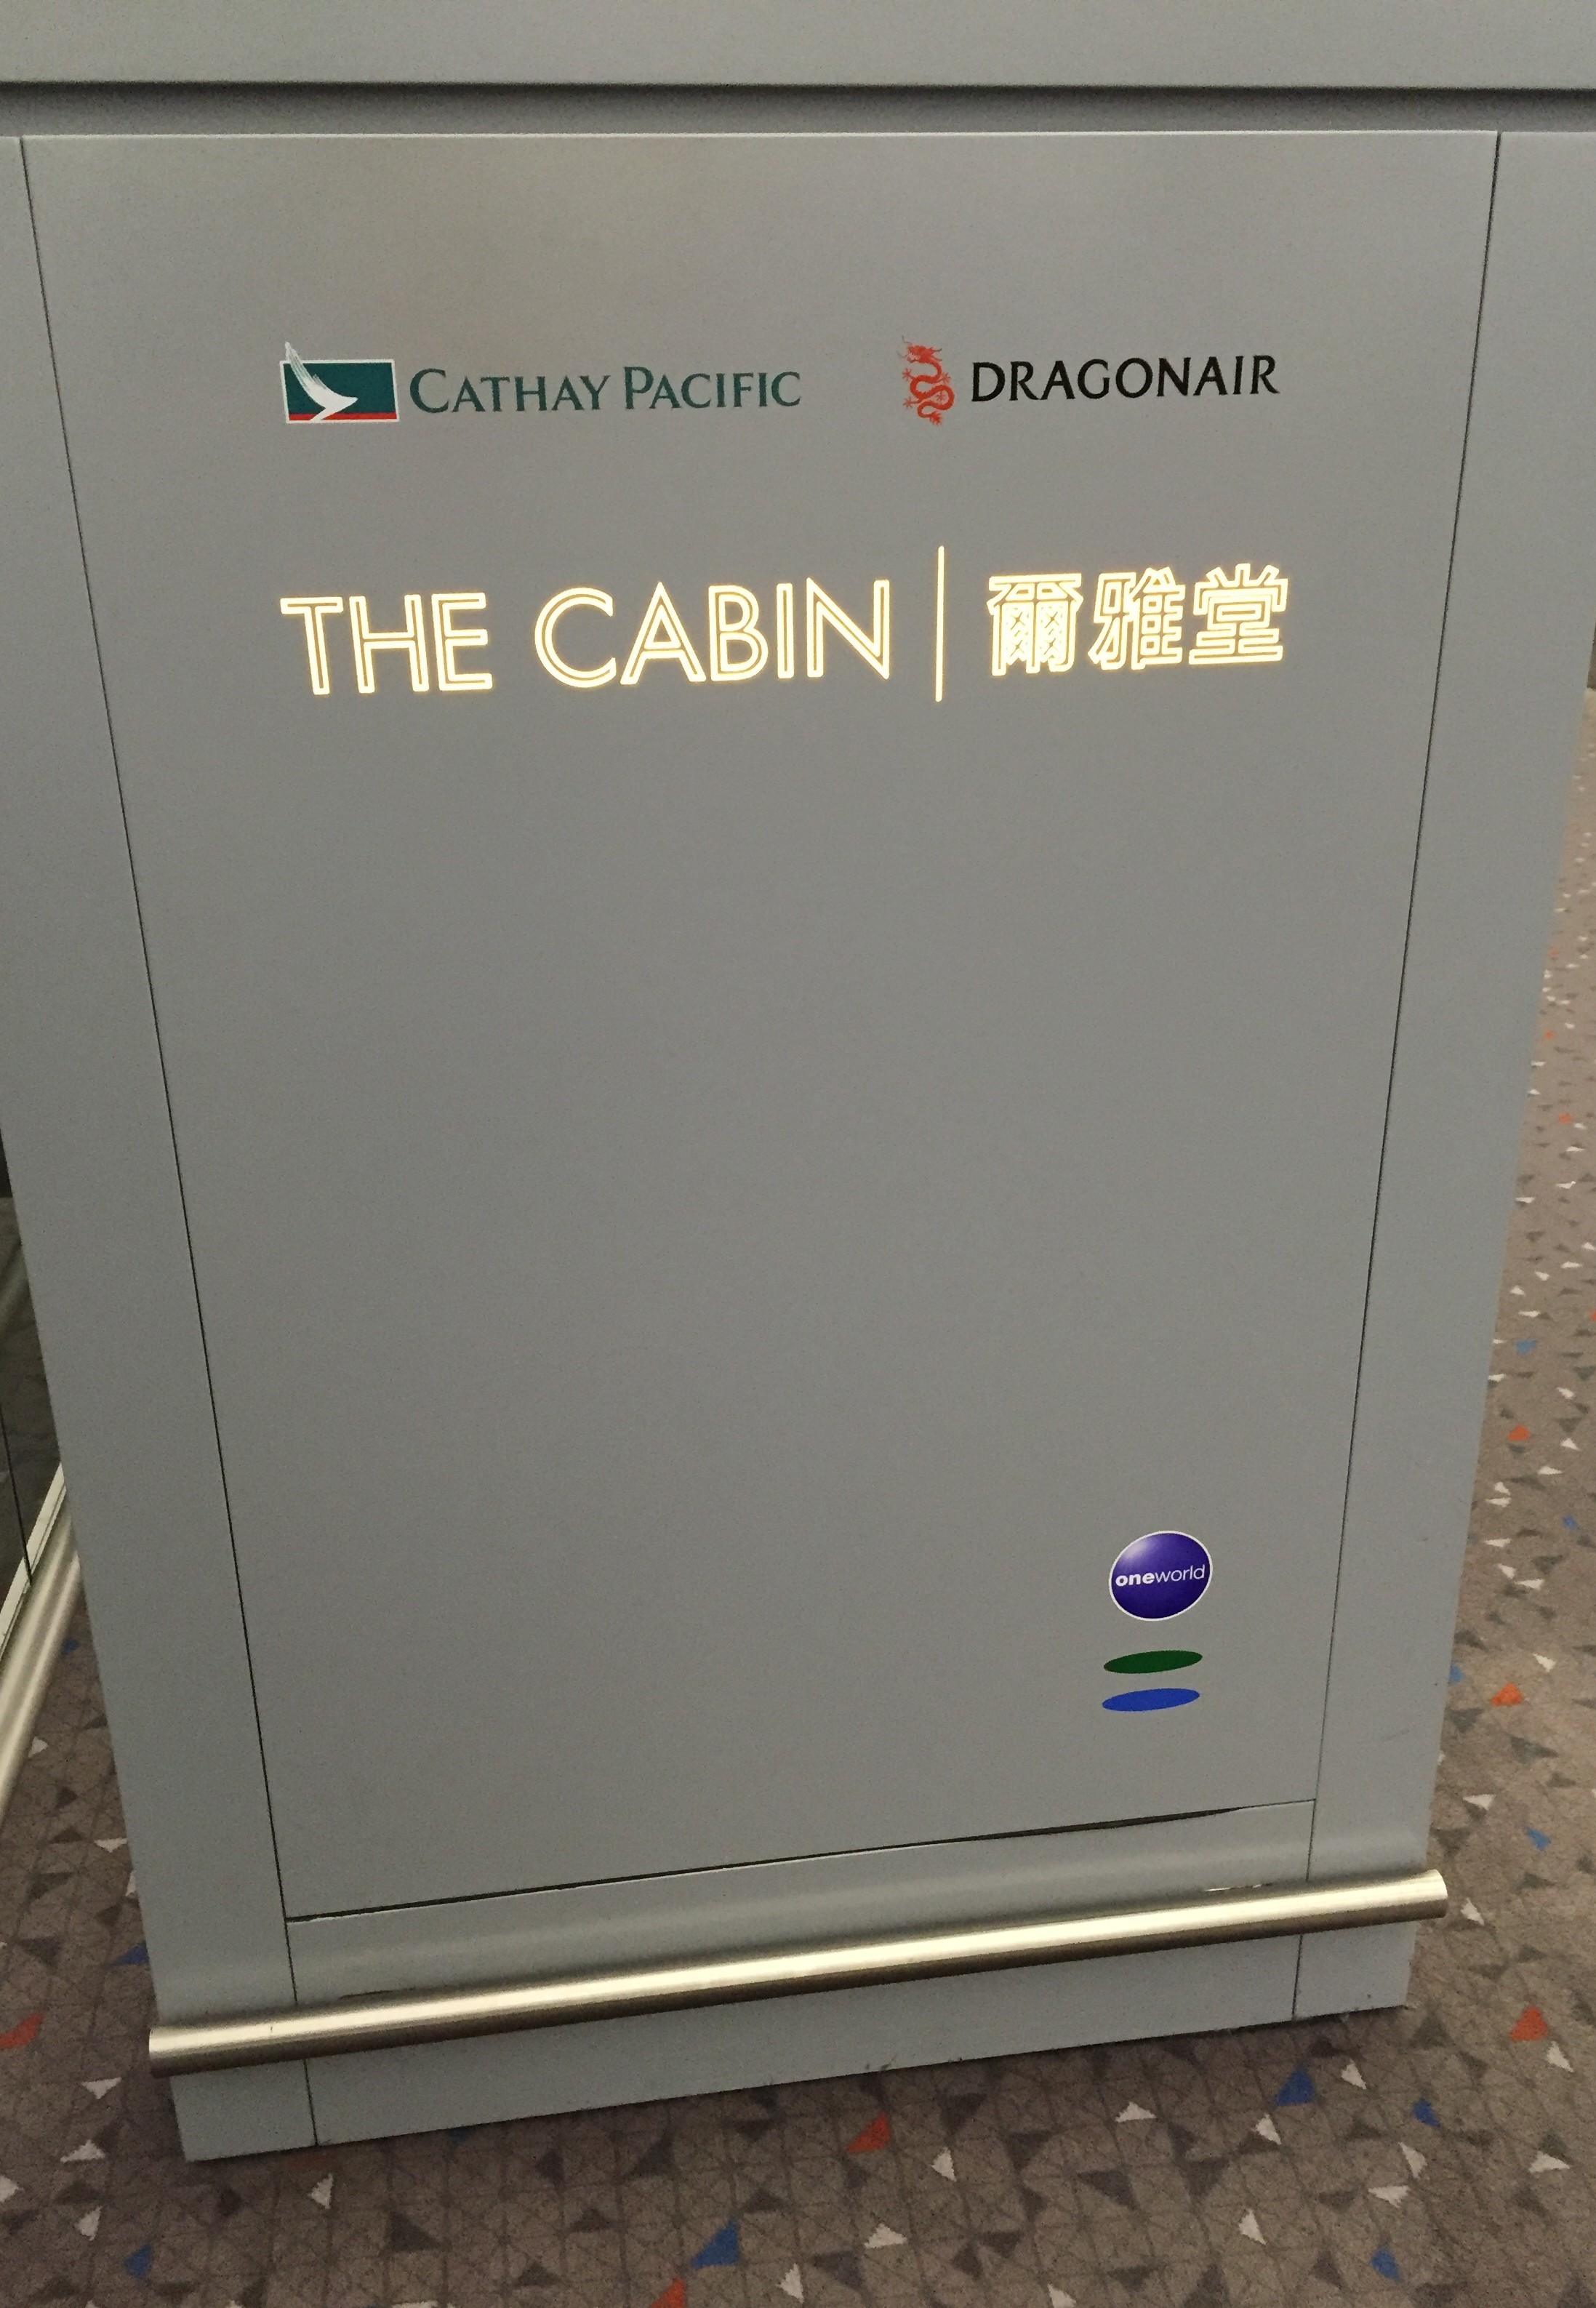 CATHAY PACIFIC DRAGONAIR
THE CABIN | 爾雅堂
oneworld